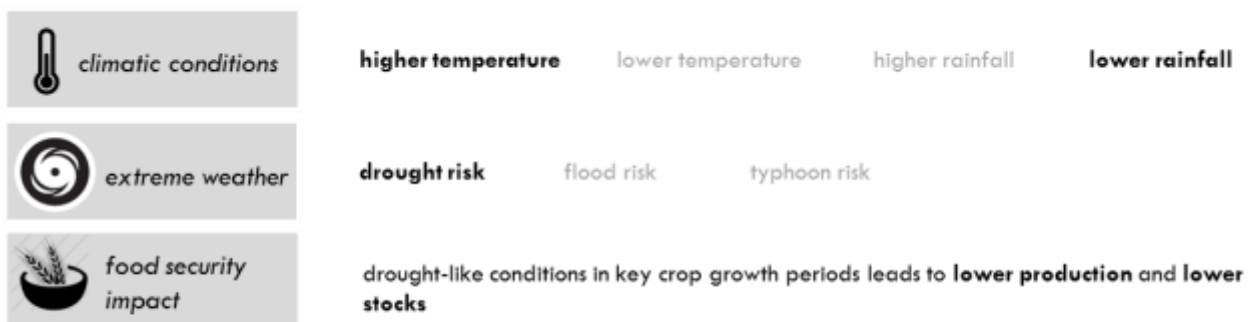 climatic conditions
higher temperature lower temperature higher rainfall lower rainfall
extreme weather
drought risk flood risk typhoon risk
food security
impact
drought-like conditions in key crop growth periods leads to lower production and lower
stocks